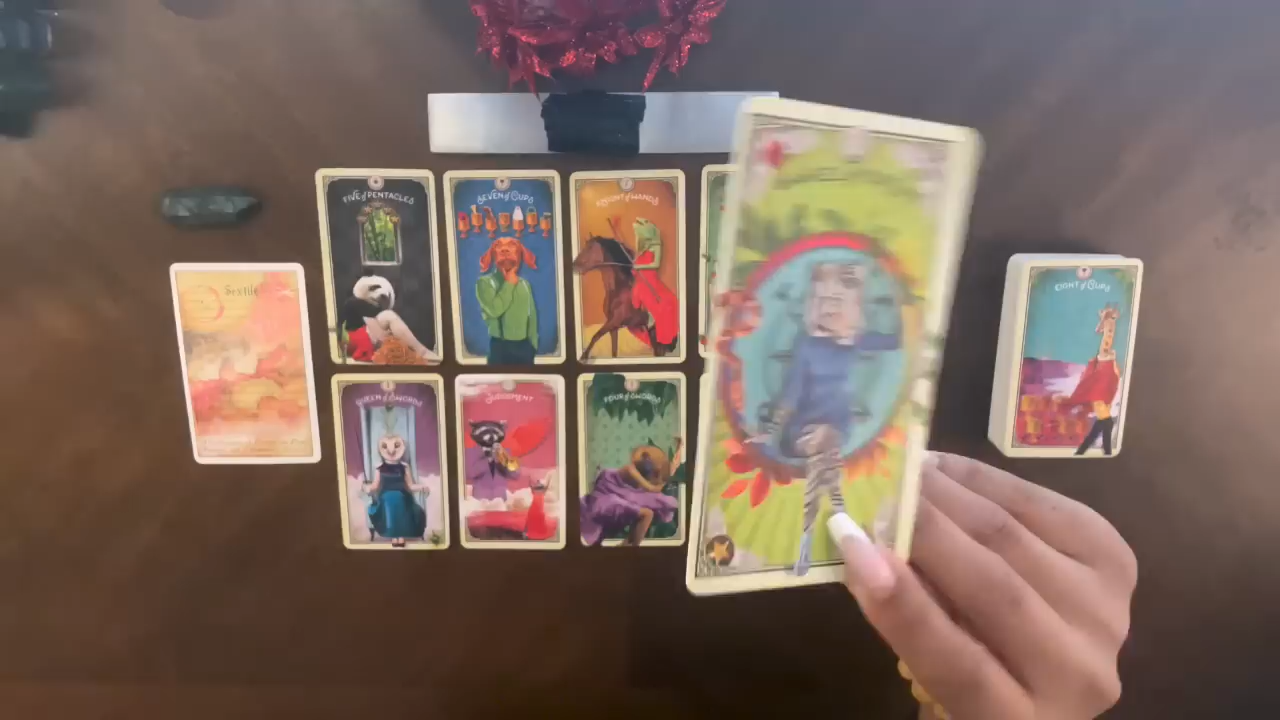 FIVE of PENTACLES
SEVEN of CUPS
KNIGHT of WANDS
Sextile
EIGHT of CUPS
QUEEN of SWORDS
JUDGEMENT
FOUR of SWORDS